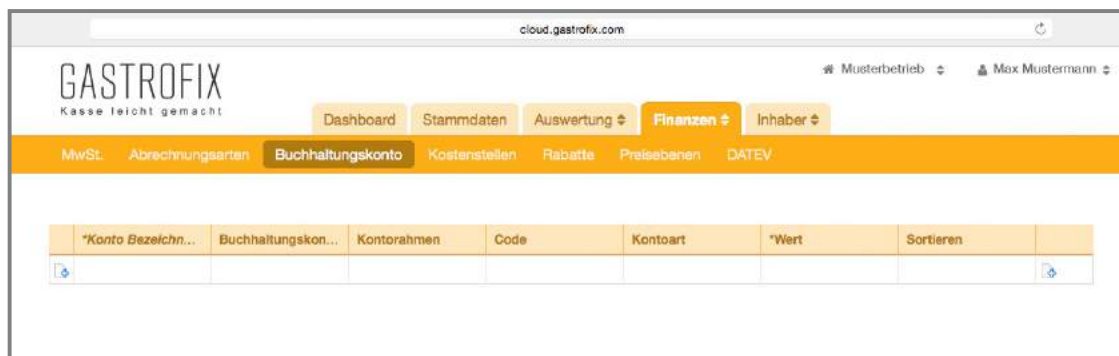 cloud.gastrofix.com
GASTROFIX
Kasse leicht gemacht
Musterbetrieb Max Mustermann
Dashboard Stammdaten Auswertung Finanzen Inhaber
MwSt. Abrechnungsarten Buchhaltungskonto Kostenstellen Rabatte Preisebenen DATEV
*Konto Bezeichn... Buchhaltungskon... Kontorahmen Code Kontoart *Wert Sortieren